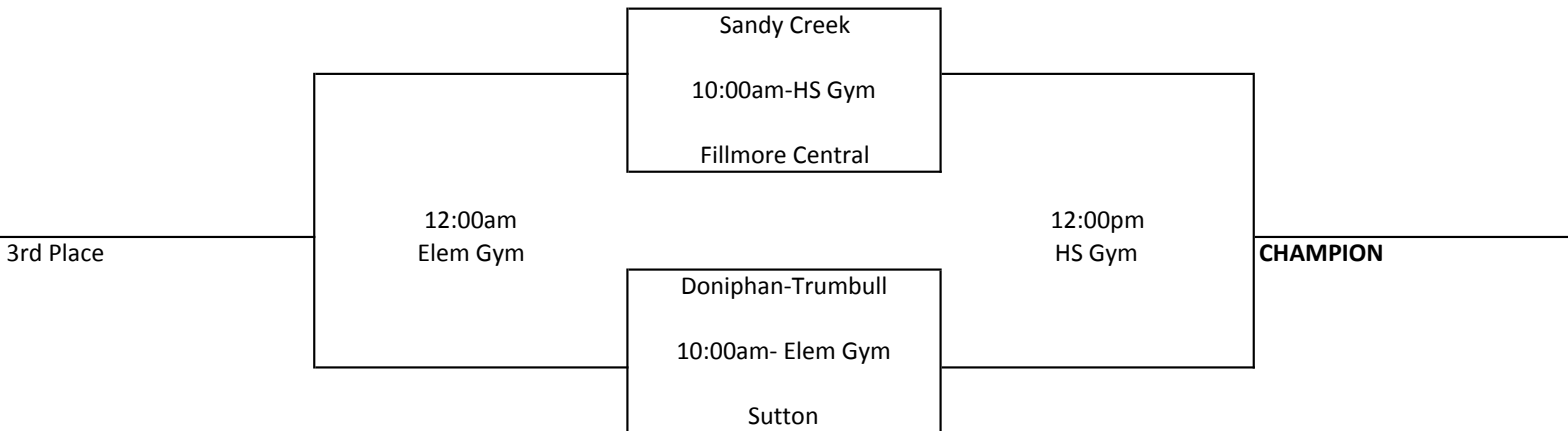 Sandy Creek
10:00am-HS Gym
Fillmore Central
12:00am
Elem Gym
12:00pm
HS Gym
3rd Place
CHAMPION
Doniphan-Trumbull
10:00am- Elem Gym
Sutton